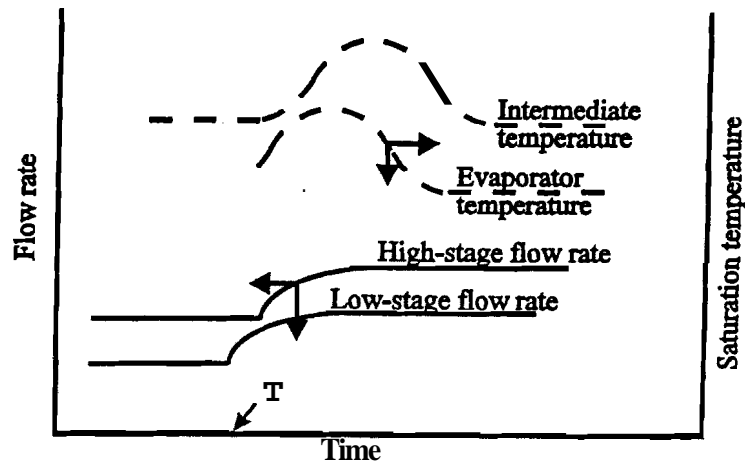 Intermediate
temperature
Evaporator
temperature
High-stage flow rate
Low-stage flow rate
T
Time
Flow rate
Saturation temperature